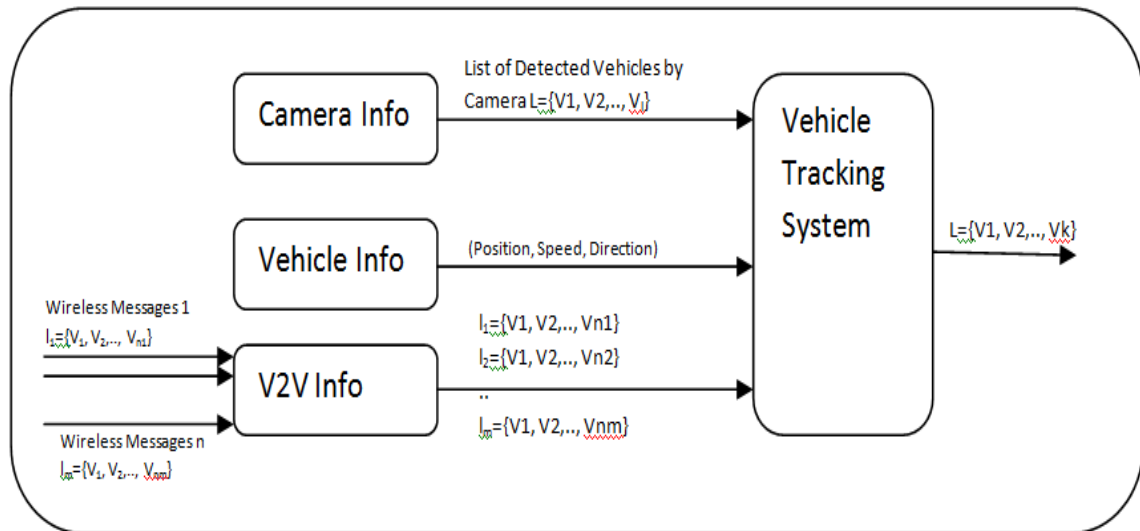 List of Detected Vehicles by
Camera L={V1, V2,.., Vj}
Camera Info
Vehicle
Tracking
System
L={V1, V2,.., Vk}
Vehicle Info
(Position, Speed, Direction)
Wireless Messages 1
l₁={V₁, V₂,.., Vₙ₁}
V2V Info
l₁={V1, V2,.., Vn1}
l₂={V1, V2,.., Vn2}
..
lₘ={V1, V2,.., Vnm}
Wireless Messages n
lₘ={V₁, V₂,.., Vₙₘ}